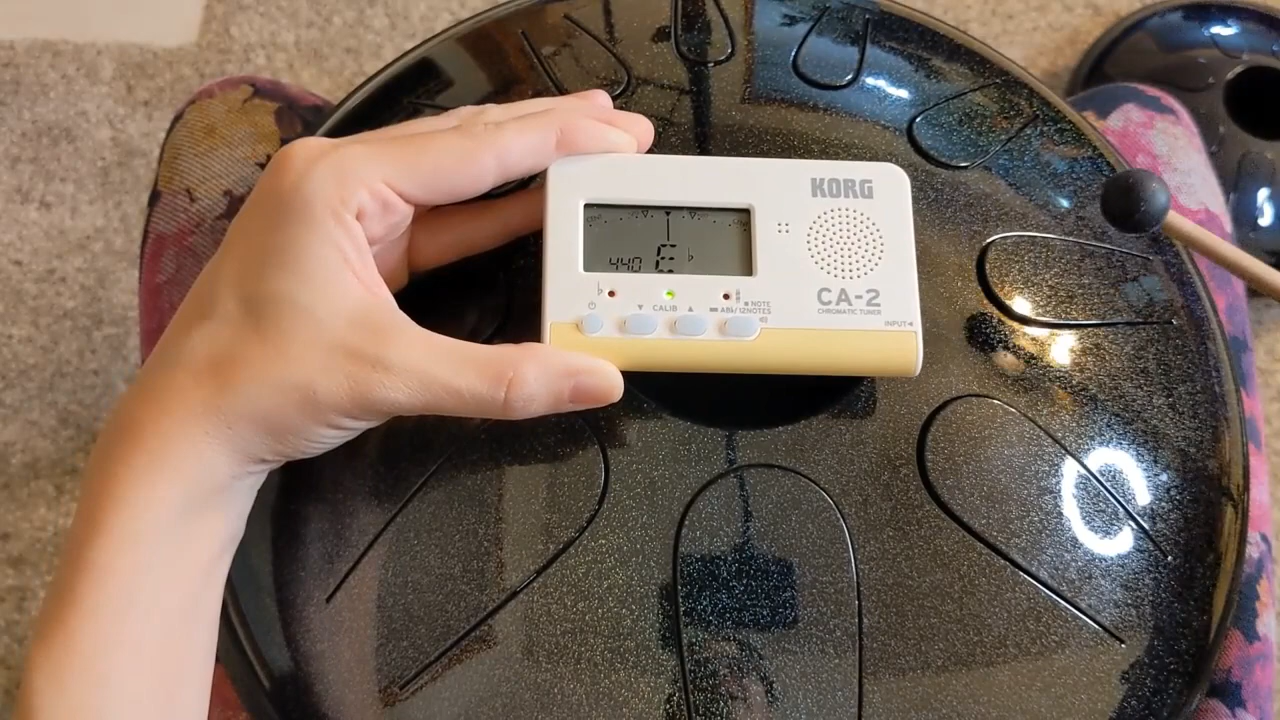 KORG
440 E ♭
♭
CALIB
NOTE
12NOTES
CA-2
CHROMATIC TUNER
INPUT